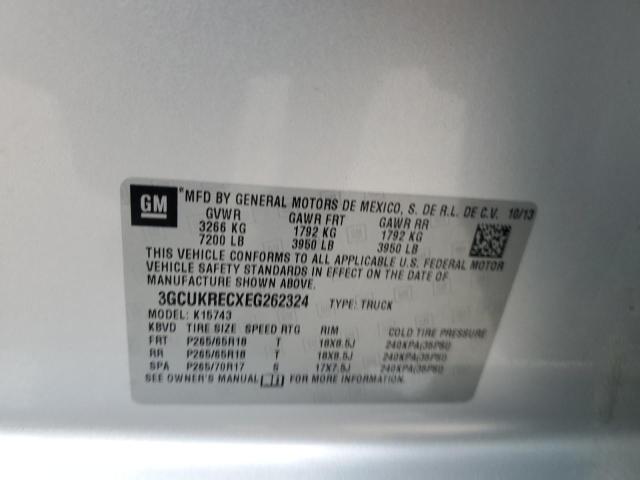 GM
*MFD BY GENERAL MOTORS DE MEXICO, S. DE R.L. DE C.V. 10/13
GVWR GAWR FRT GAWR RR
3266 KG 1792 KG 1792 KG
7200 LB 3950 LB 3950 LB
THIS VEHICLE CONFORMS TO ALL APPLICABLE U.S. FEDERAL MOTOR
VEHICLE SAFETY STANDARDS IN EFFECT ON THE DATE OF
MANUFACTURE SHOWN ABOVE.
3GCUKRECXEG262324 TYPE: TRUCK
MODEL: K15743
KBVD TIRE SIZE SPEED RTG RIM COLD TIRE PRESSURE
FRT P265/65R18 T 18X8.5J 240KPA(35PSI)
RR P265/65R18 T 18X8.5J 240KPA(35PSI)
SPA P265/70R17 S 17X7.5J 240KPA(35PSI)
SEE OWNER'S MANUAL FOR MORE INFORMATION.